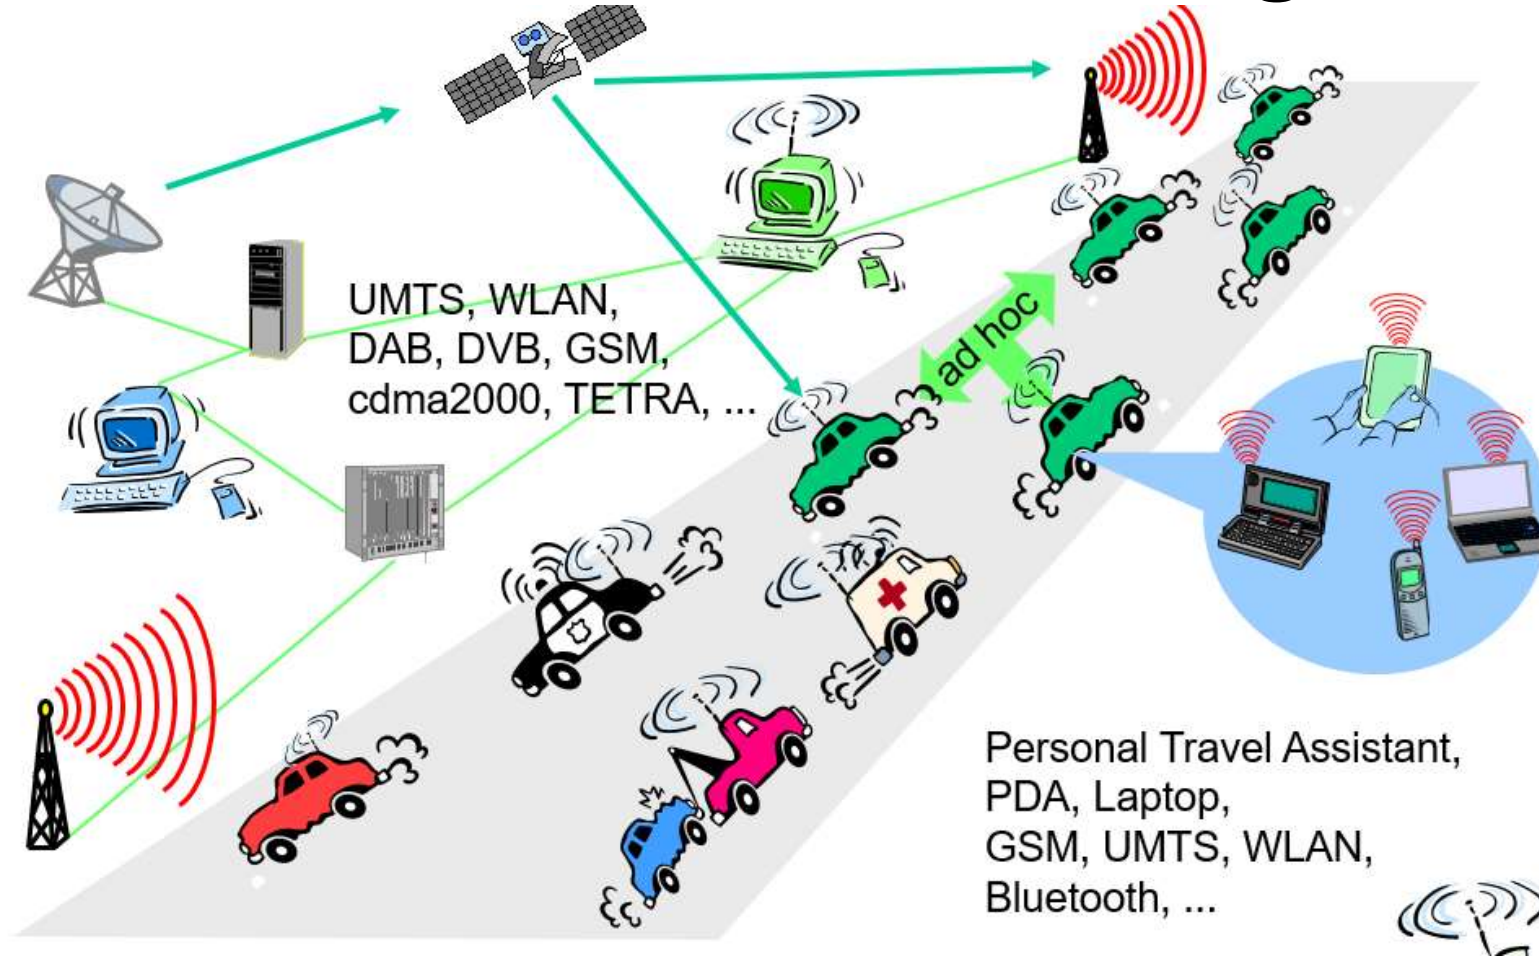 UMTS, WLAN,
DAB, DVB, GSM,
cdma2000, TETRA, ...
ad hoc
Personal Travel Assistant,
PDA, Laptop,
GSM, UMTS, WLAN,
Bluetooth, ...